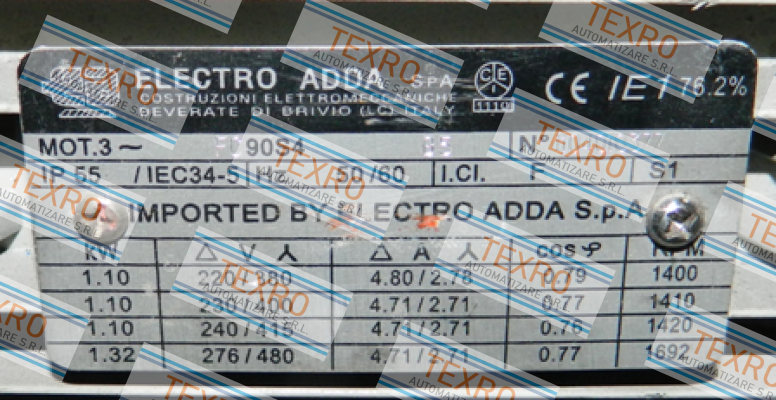 ELECTRO ADDA SPA
COSTRUZIONI ELETTROMECCANICHE
BEVERATE DI BRIVIO (LC) ITALY
CE /E/ 76.2%
MOT.3 ~ 90S4 N°
IP 55 / IEC34-5 Hz 50/60 I.Cl. F S1
IMPORTED BY ELECTRO ADDA S.p.A
KW △ V 人 △ A 人 cos φ RPM
1.10 220/380 4.80/2.78 0.79 1400
1.10 230/400 4.71/2.71 0.77 1410
1.10 240/415 4.71/2.71 0.76 1420
1.32 276/480 4.71/2.71 0.77 1692
TEXRO
AUTOMATIZARE S.R.L.